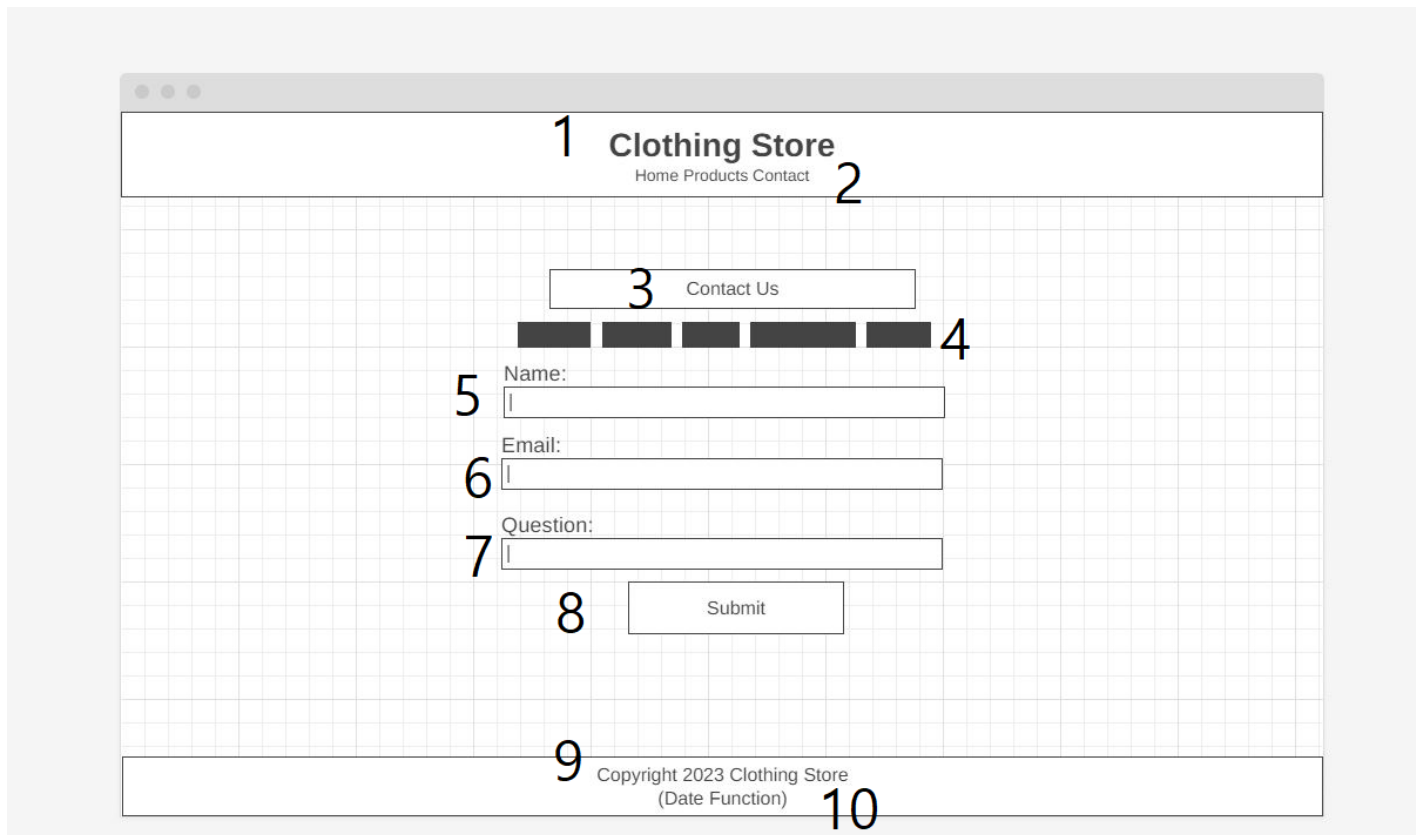 1 Clothing Store
Home Products Contact 2
3 Contact Us
4
Name:
5
Email:
6
Question:
7
8 Submit
9 Copyright 2023 Clothing Store
(Date Function) 10